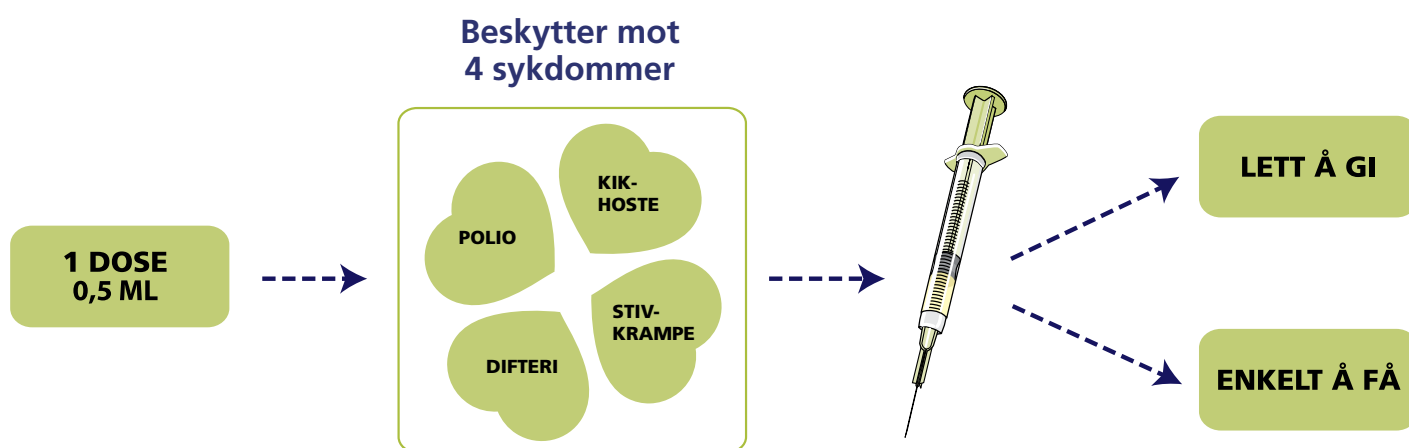 Beskytter mot
4 sykdommer
1 DOSE
0,5 ML
POLIO
KIK-
HOSTE
STIV-
KRAMPE
DIFTERI
LETT Å GI
ENKELT Å FÅ